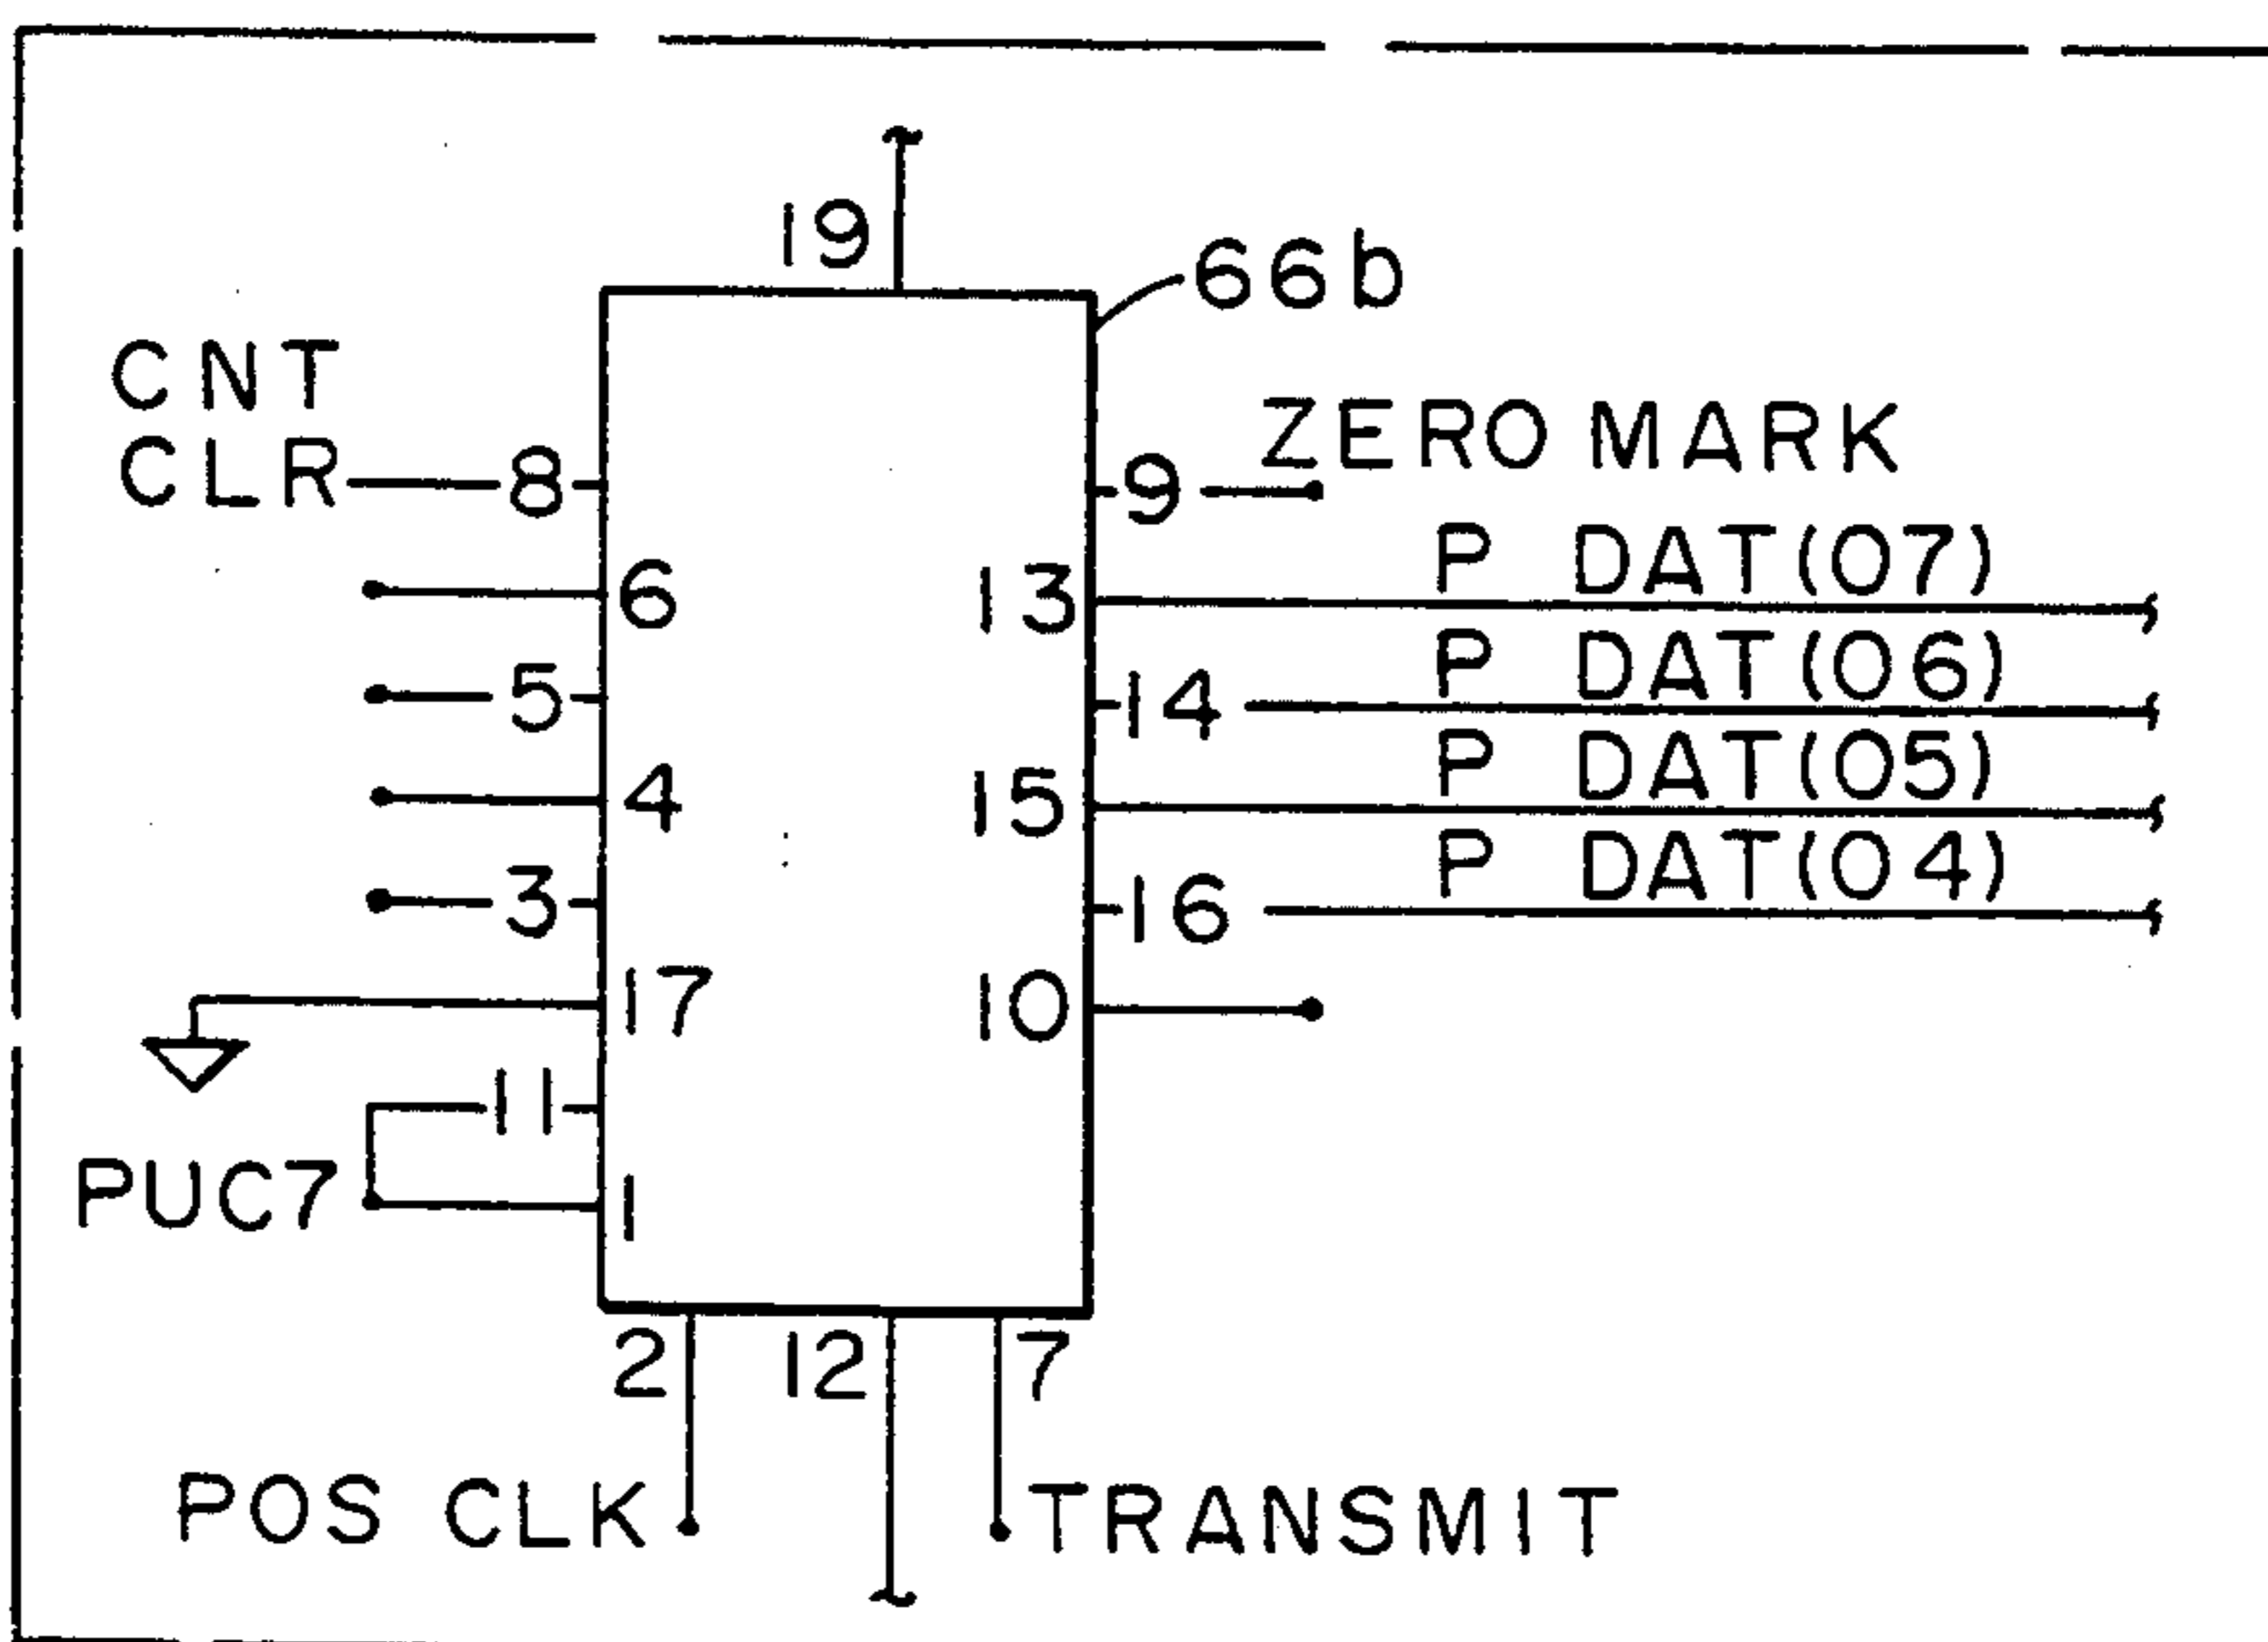 19
66b
CNT
CLR 8
ZERO MARK
9
6
13
P DAT(07)
5
14
P DAT(06)
4
15
P DAT(05)
3
16
P DAT(04)
17
10
11
PUC7
1
2
12
7
POS CLK
TRANSMIT